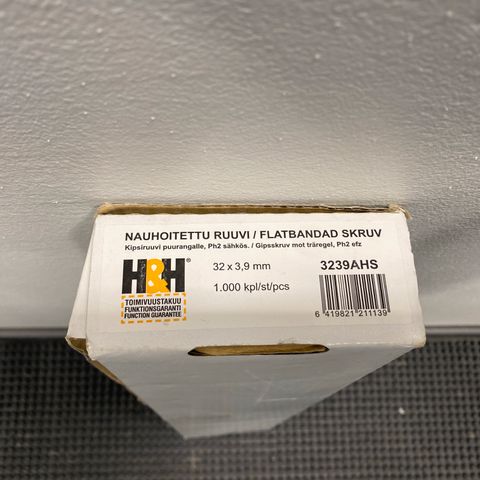 NAUHOITETTU RUUVI / FLATBANDAD SKRUV
Kipsiruuvi puurangalle, Ph2 sähkös. / Gipsskruv mot träregel, Ph2 efz
H&H®
32 x 3,9 mm
3239AHS
1.000 kpl/st/pcs
TOIMIVUUSTAKUU
FUNKTIONSGARANTI
FUNCTION GUARANTEE
6 419821 211139